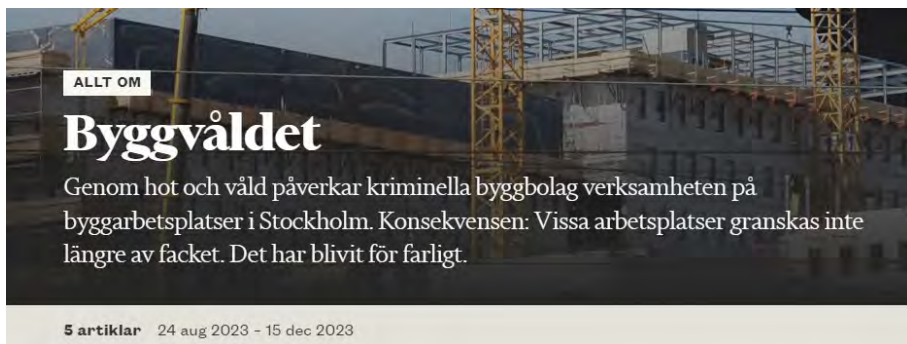 ALLT OM
Byggvåldet
Genom hot och våld påverkar kriminella byggbolag verksamheten på
byggarbetsplatser i Stockholm. Konsekvensen: Vissa arbetsplatser granskas inte
längre av facket. Det har blivit för farligt.
5 artiklar 24 aug 2023 – 15 dec 2023